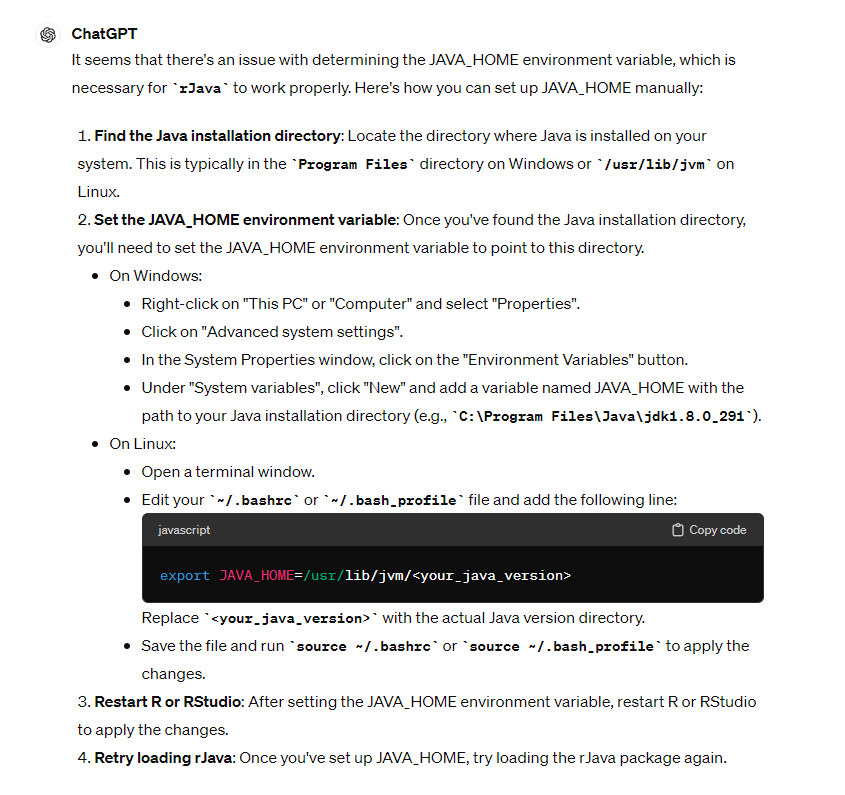 ChatGPT
It seems that there's an issue with determining the JAVA_HOME environment variable, which is
necessary for `rJava` to work properly. Here's how you can set up JAVA_HOME manually:
1. Find the Java installation directory: Locate the directory where Java is installed on your
system. This is typically in the `Program Files` directory on Windows or `/usr/lib/jvm` on
Linux.
2. Set the JAVA_HOME environment variable: Once you've found the Java installation directory,
you'll need to set the JAVA_HOME environment variable to point to this directory.
• On Windows:
• Right-click on "This PC" or "Computer" and select "Properties".
• Click on "Advanced system settings".
• In the System Properties window, click on the "Environment Variables" button.
• Under "System variables", click "New" and add a variable named JAVA_HOME with the
path to your Java installation directory (e.g., `C:\Program Files\Java\jdk1.8.0_291`).
• On Linux:
• Open a terminal window.
• Edit your `~/.bashrc` or `~/.bash_profile` file and add the following line:
javascript Copy code
export JAVA_HOME=/usr/lib/jvm/<your_java_version>
Replace `<your_java_version>` with the actual Java version directory.
• Save the file and run `source ~/.bashrc` or `source ~/.bash_profile` to apply the
changes.
3. Restart R or RStudio: After setting the JAVA_HOME environment variable, restart R or RStudio
to apply the changes.
4. Retry loading rJava: Once you've set up JAVA_HOME, try loading the rJava package again.